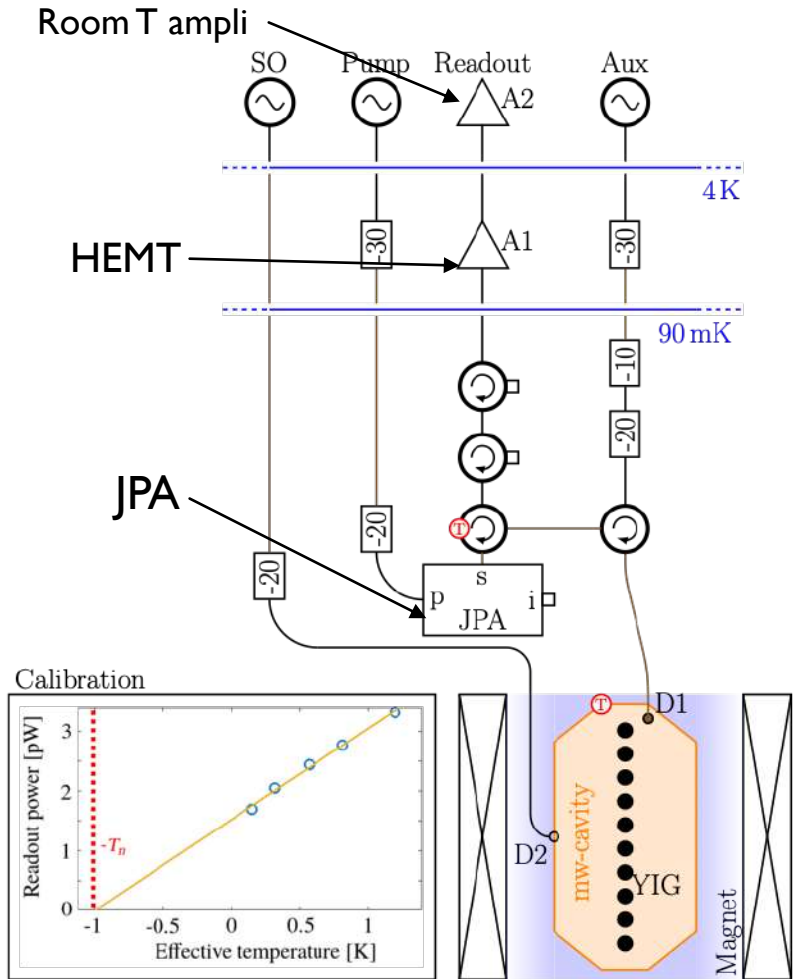 Room T ampli
SO
Pump
Readout
Aux
A2
4 K
-30
A1
-30
HEMT
90 mK
-10
-20
JPA
T
-20
-20
s
p
i
JPA
Calibration
T
D1
3
2
1
0
Readout power [pW]
-Tn
-1
-0.5
0
0.5
1
Effective temperature [K]
D2
mw-cavity
YIG
Magnet